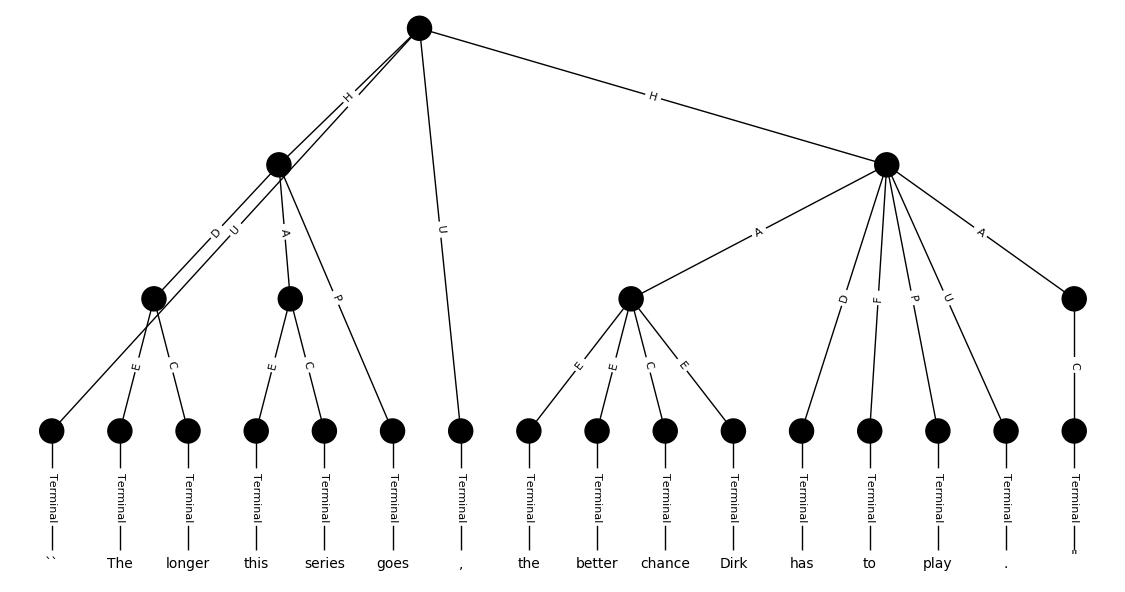 H H
D U A P U A D F P U A
E C E C E E C E C
Terminal Terminal Terminal Terminal Terminal Terminal Terminal Terminal Terminal Terminal Terminal Terminal Terminal Terminal Terminal Terminal
`` The longer this series goes , the better chance Dirk has to play . "